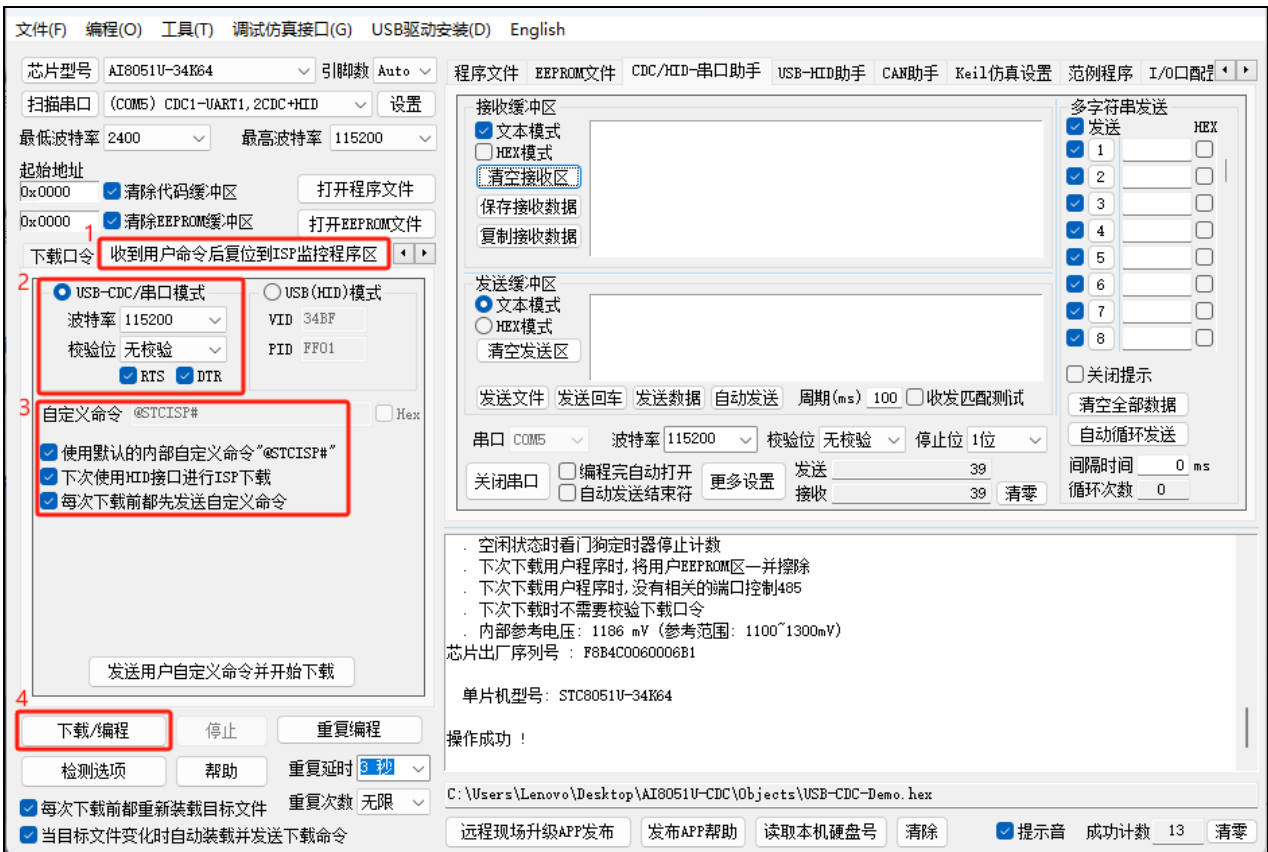 文件(F) 编程(O) 工具(T) 调试仿真接口(G) USB驱动安装(D) English
芯片型号 AI8051U-34K64 引脚数 Auto
扫描串口 (COM5) CDC1-UART1,2CDC+HID 设置
最低波特率 2400 最高波特率 115200
起始地址
0x0000 清除代码缓冲区 打开程序文件
0x0000 清除EEPROM缓冲区 打开EEPROM文件
1
下载口令 收到用户命令后复位到ISP监控程序区
2
USB-CDC/串口模式 USB(HID)模式
波特率 115200 VID 34BF
校验位 无校验 PID FF01
RTS DTR
3
自定义命令 @STCISP# Hex
使用默认的内部自定义命令"@STCISP#"
下次使用HID接口进行ISP下载
每次下载前都先发送自定义命令
发送用户自定义命令并开始下载
4
下载/编程 停止 重复编程
检测选项 帮助 重复延时 3 秒
每次下载前都重新装载目标文件 重复次数 无限
当目标文件变化时自动装载并发送下载命令
程序文件 EEPROM文件 CDC/HID-串口助手 USB-HID助手 CAN助手 Keil仿真设置 范例程序 I/O口配
接收缓冲区
文本模式
HEX模式
清空接收区
保存接收数据
复制接收数据
发送缓冲区
文本模式
HEX模式
清空发送区
发送文件 发送回车 发送数据 自动发送 周期(ms) 100 收发匹配测试
串口 COM5 波特率 115200 校验位 无校验 停止位 1位
关闭串口 编程完自动打开 更多设置 发送 39
自动发送结束符 接收 39 清零
多字符串发送
发送 HEX
1
2
3
4
5
6
7
8
关闭提示
清空全部数据
自动循环发送
间隔时间 0 ms
循环次数 0
. 空闲状态时看门狗定时器停止计数
. 下次下载用户程序时,将用户EEPROM区一并擦除
. 下次下载用户程序时,没有相关的端口控制485
. 下次下载时不需要校验下载口令
. 内部参考电压: 1186 mV (参考范围: 1100~1300mV)
芯片出厂序列号 : F8B4C0060006B1
单片机型号: STC8051U-34K64
操作成功 !
C:\Users\Lenovo\Desktop\AI8051U-CDC\Objects\USB-CDC-Demo.hex
远程现场升级APP发布 发布APP帮助 读取本机硬盘号 清除 提示音 成功计数 13 清零